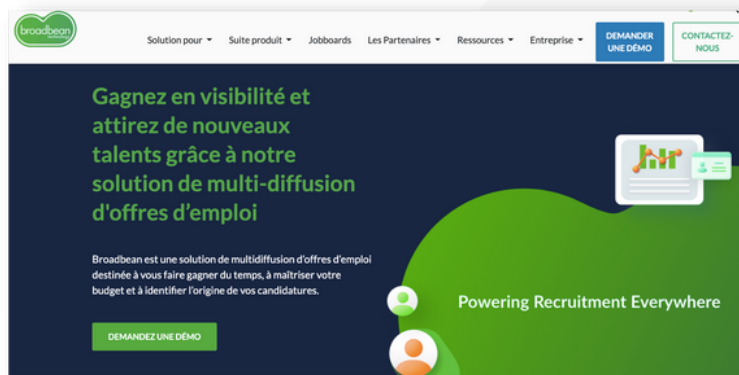 broadbean
technology
Solution pour
Suite produit
Jobboards
Les Partenaires
Ressources
Entreprise
DEMANDER
UNE DÉMO
CONTACTEZ-
NOUS
Gagnez en visibilité et
attirez de nouveaux
talents grâce à notre
solution de multi-diffusion
d'offres d’emploi
Broadbean est une solution de multidiffusion d'offres d'emploi
destinée à vous faire gagner du temps, à maîtriser votre
budget et à identifier l'origine de vos candidatures.
DEMANDEZ UNE DÉMO
Powering Recruitment Everywhere